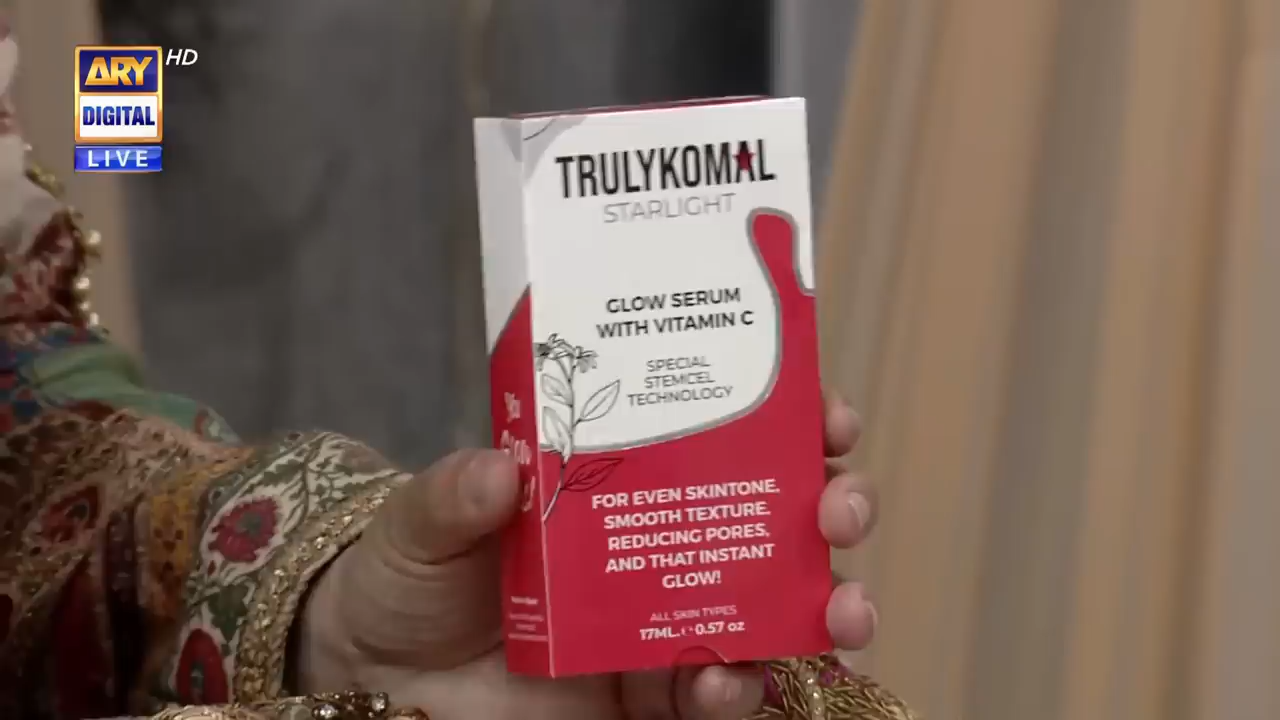 ARY HD
DIGITAL
LIVE
TRULYKOMAL
STARLIGHT
GLOW SERUM
WITH VITAMIN C
SPECIAL
STEMCEL
TECHNOLOGY
FOR EVEN SKINTONE,
SMOOTH TEXTURE,
REDUCING PORES,
AND THAT INSTANT
GLOW!
ALL SKIN TYPES
17ML. ℮ 0.57 oz